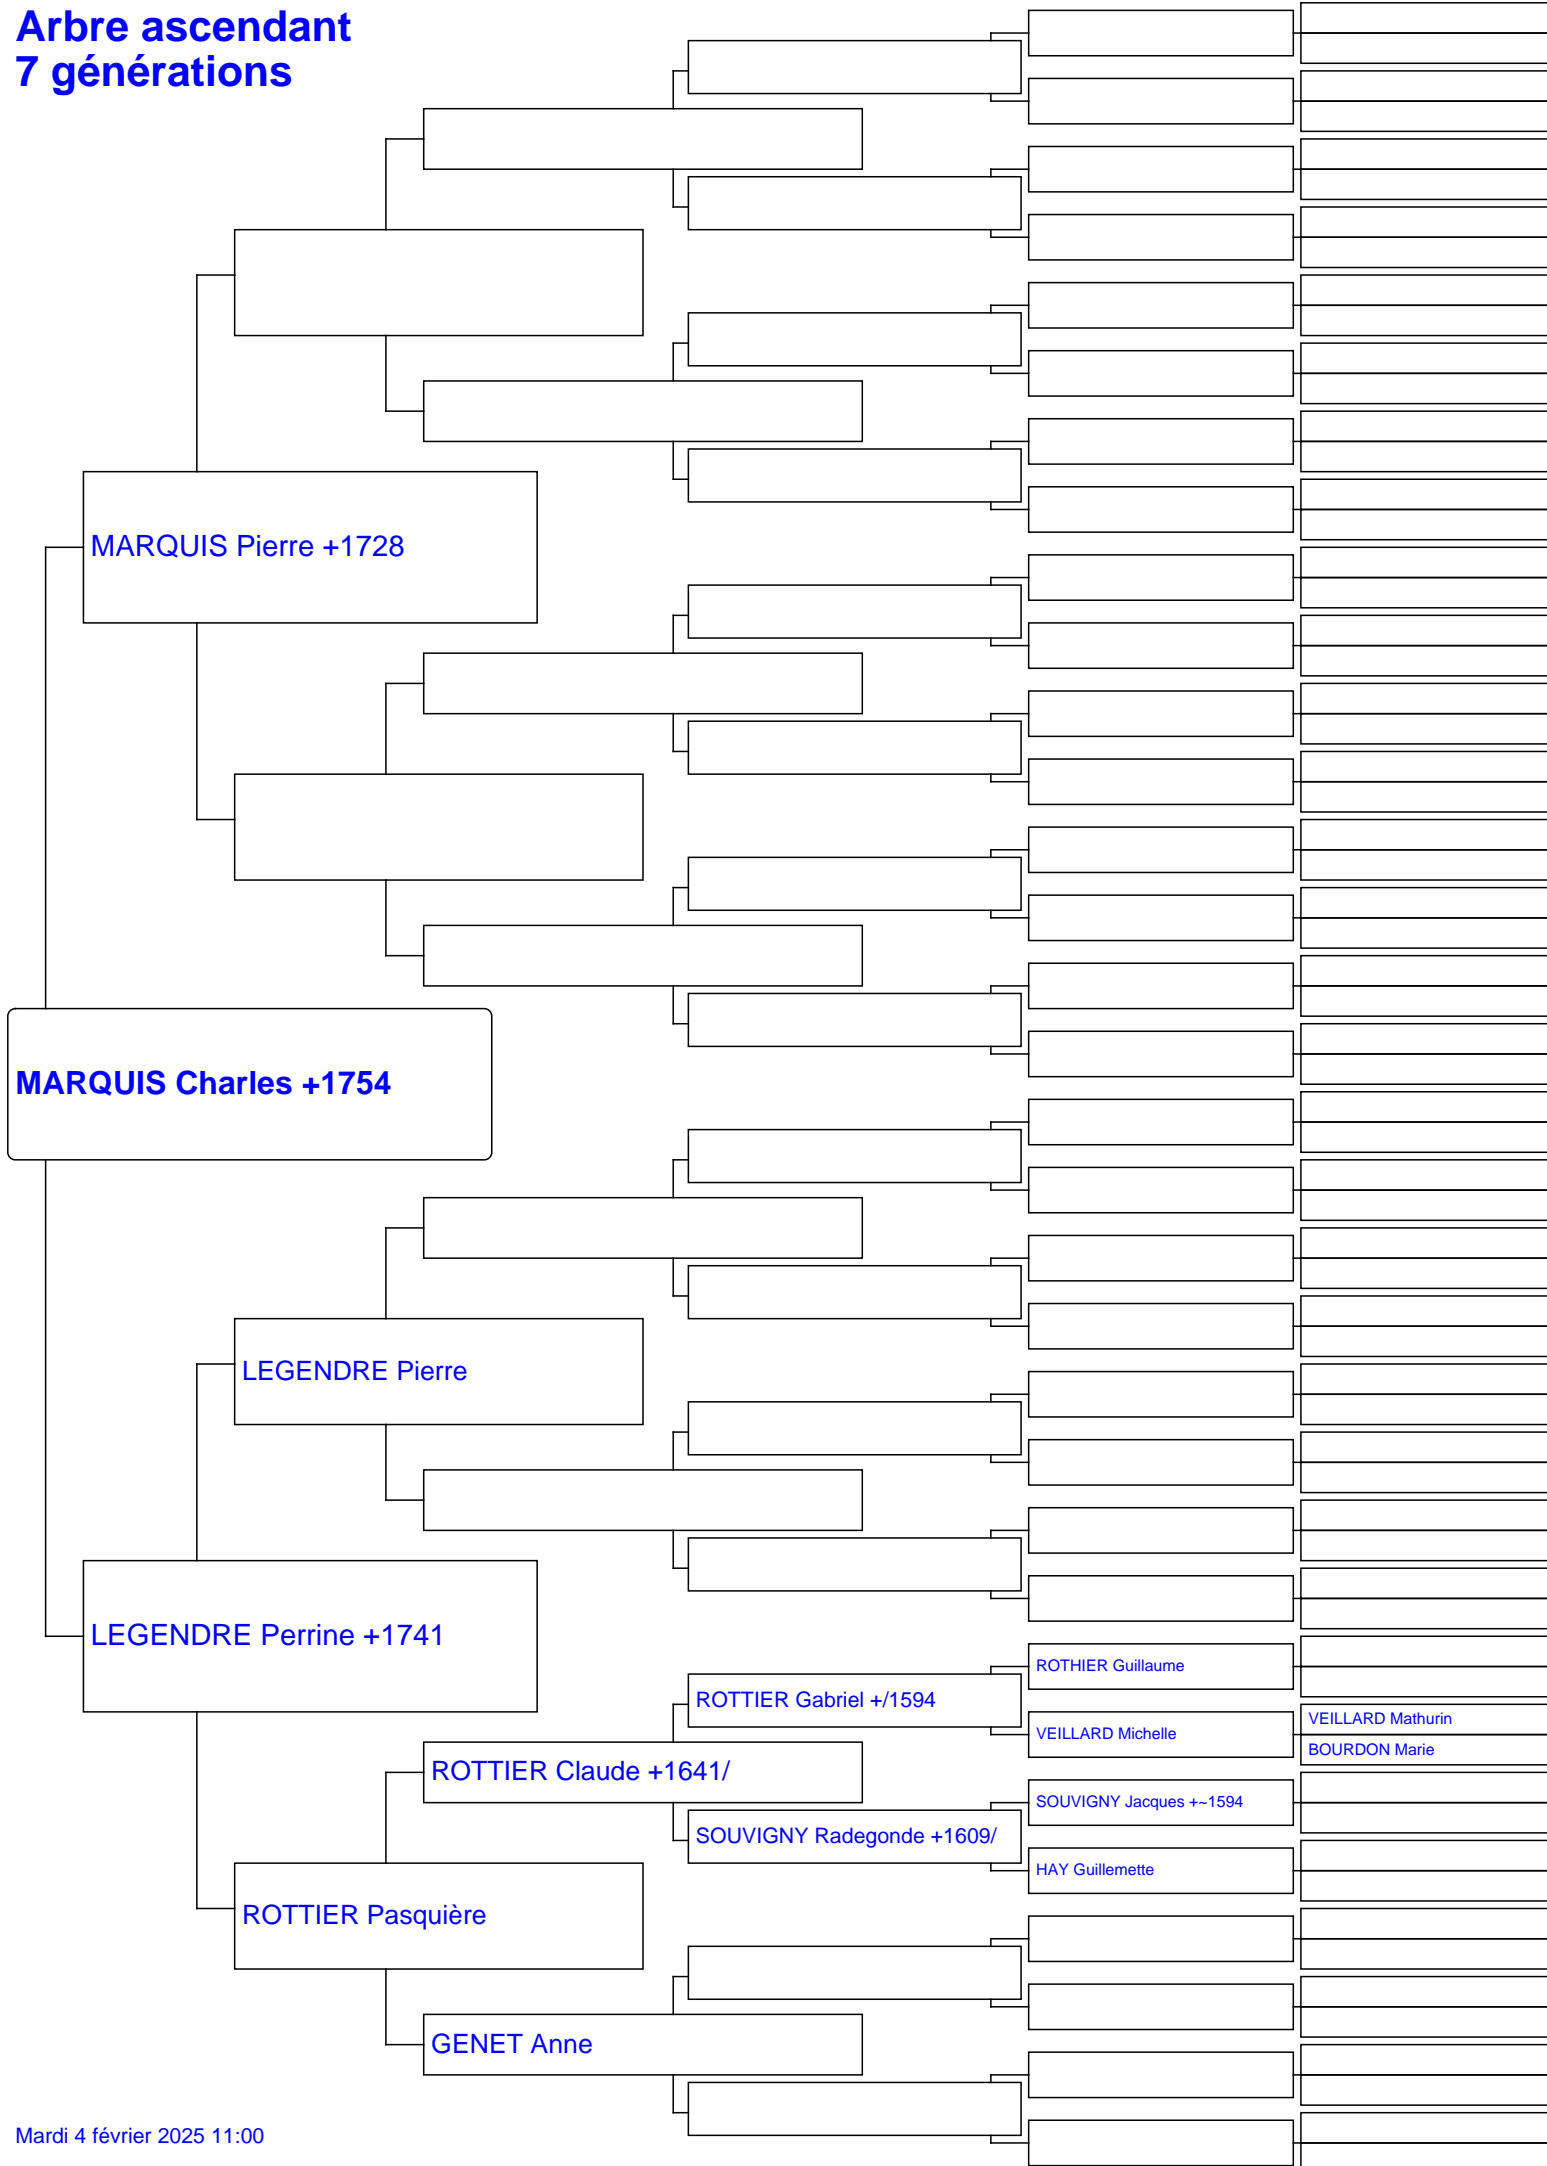 Arbre ascendant
7 générations
MARQUIS Pierre +1728
MARQUIS Charles +1754
LEGENDRE Pierre
LEGENDRE Perrine +1741
ROTHIER Guillaume
ROTTIER Gabriel +/1594
VEILLARD Mathurin
VEILLARD Michelle
BOURDON Marie
ROTTIER Claude +1641/
SOUVIGNY Jacques +~1594
SOUVIGNY Radegonde +1609/
HAY Guillemette
ROTTIER Pasquière
GENET Anne
Mardi 4 février 2025 11:00